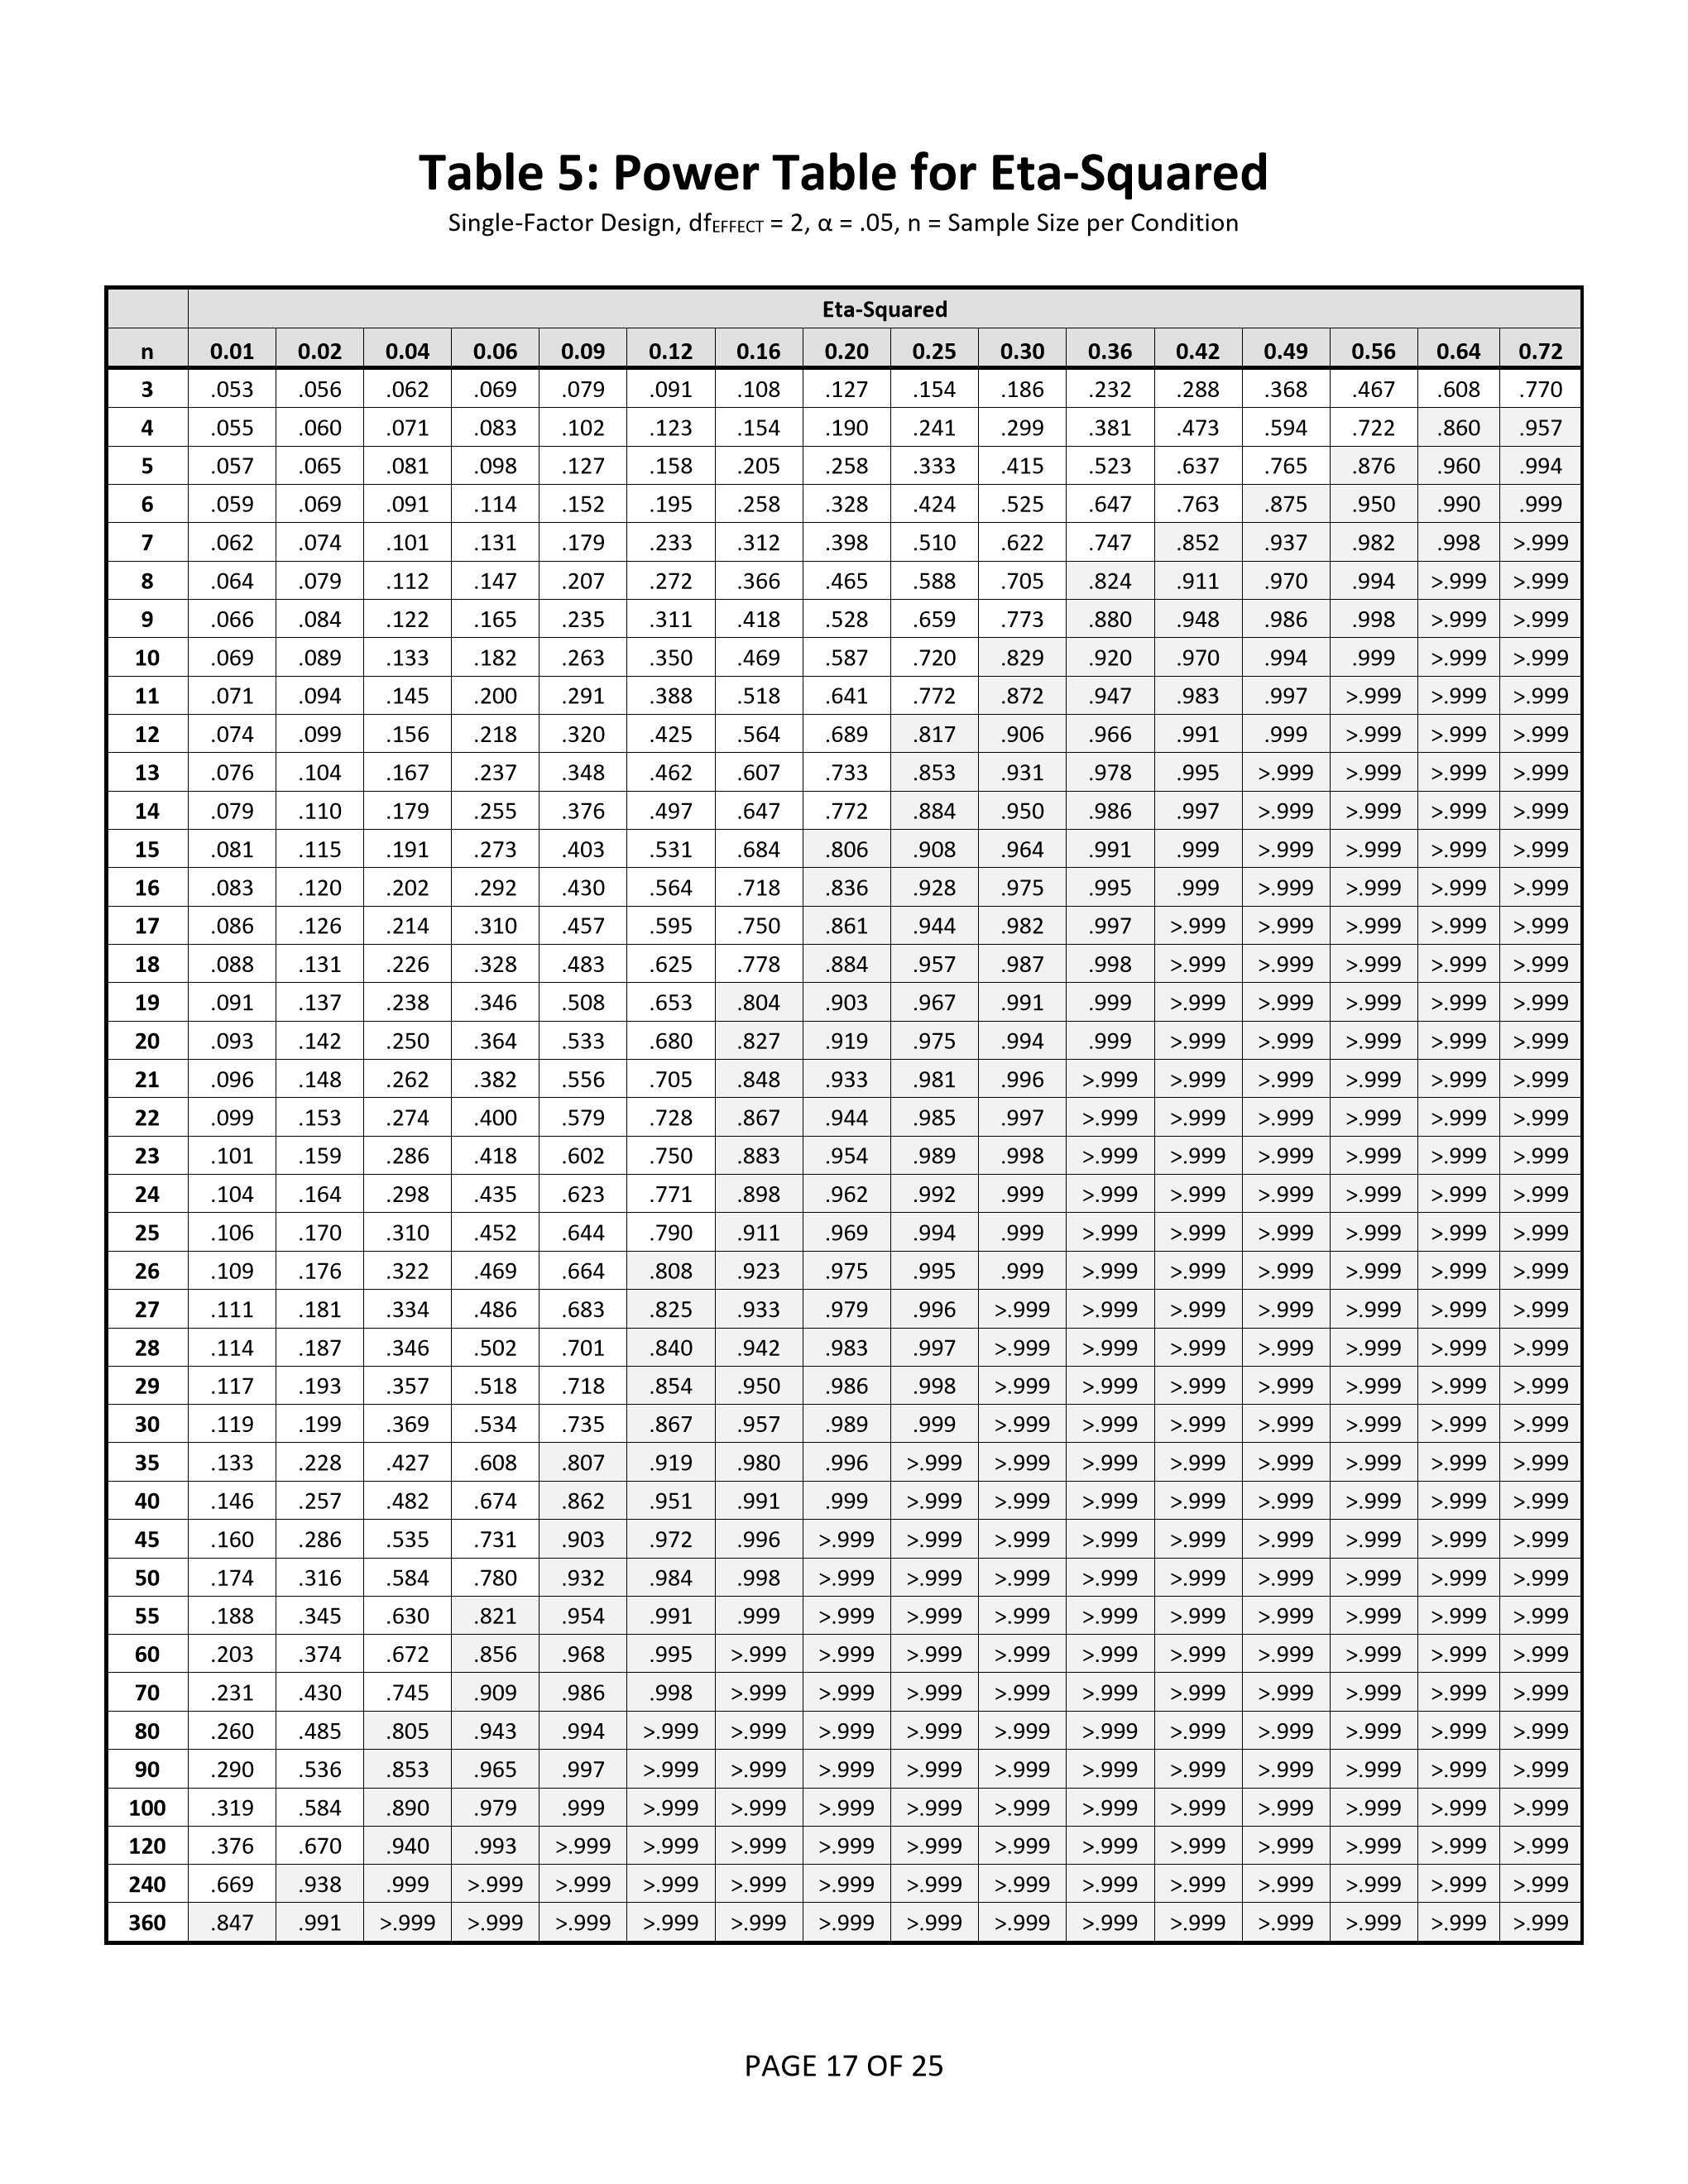 Table 5: Power Table for Eta-Squared
Single-Factor Design, dfEFFECT = 2, α = .05, n = Sample Size per Condition
Eta-Squared
n 0.01 0.02 0.04 0.06 0.09 0.12 0.16 0.20 0.25 0.30 0.36 0.42 0.49 0.56 0.64 0.72
3 .053 .056 .062 .069 .079 .091 .108 .127 .154 .186 .232 .288 .368 .467 .608 .770
4 .055 .060 .071 .083 .102 .123 .154 .190 .241 .299 .381 .473 .594 .722 .860 .957
5 .057 .065 .081 .098 .127 .158 .205 .258 .333 .415 .523 .637 .765 .876 .960 .994
6 .059 .069 .091 .114 .152 .195 .258 .328 .424 .525 .647 .763 .875 .950 .990 .999
7 .062 .074 .101 .131 .179 .233 .312 .398 .510 .622 .747 .852 .937 .982 .998 >.999
8 .064 .079 .112 .147 .207 .272 .366 .465 .588 .705 .824 .911 .970 .994 >.999 >.999
9 .066 .084 .122 .165 .235 .311 .418 .528 .659 .773 .880 .948 .986 .998 >.999 >.999
10 .069 .089 .133 .182 .263 .350 .469 .587 .720 .829 .920 .970 .994 .999 >.999 >.999
11 .071 .094 .145 .200 .291 .388 .518 .641 .772 .872 .947 .983 .997 >.999 >.999 >.999
12 .074 .099 .156 .218 .320 .425 .564 .689 .817 .906 .966 .991 .999 >.999 >.999 >.999
13 .076 .104 .167 .237 .348 .462 .607 .733 .853 .931 .978 .995 >.999 >.999 >.999 >.999
14 .079 .110 .179 .255 .376 .497 .647 .772 .884 .950 .986 .997 >.999 >.999 >.999 >.999
15 .081 .115 .191 .273 .403 .531 .684 .806 .908 .964 .991 .999 >.999 >.999 >.999 >.999
16 .083 .120 .202 .292 .430 .564 .718 .836 .928 .975 .995 .999 >.999 >.999 >.999 >.999
17 .086 .126 .214 .310 .457 .595 .750 .861 .944 .982 .997 >.999 >.999 >.999 >.999 >.999
18 .088 .131 .226 .328 .483 .625 .778 .884 .957 .987 .998 >.999 >.999 >.999 >.999 >.999
19 .091 .137 .238 .346 .508 .653 .804 .903 .967 .991 .999 >.999 >.999 >.999 >.999 >.999
20 .093 .142 .250 .364 .533 .680 .827 .919 .975 .994 .999 >.999 >.999 >.999 >.999 >.999
21 .096 .148 .262 .382 .556 .705 .848 .933 .981 .996 >.999 >.999 >.999 >.999 >.999 >.999
22 .099 .153 .274 .400 .579 .728 .867 .944 .985 .997 >.999 >.999 >.999 >.999 >.999 >.999
23 .101 .159 .286 .418 .602 .750 .883 .954 .989 .998 >.999 >.999 >.999 >.999 >.999 >.999
24 .104 .164 .298 .435 .623 .771 .898 .962 .992 .999 >.999 >.999 >.999 >.999 >.999 >.999
25 .106 .170 .310 .452 .644 .790 .911 .969 .994 .999 >.999 >.999 >.999 >.999 >.999 >.999
26 .109 .176 .322 .469 .664 .808 .923 .975 .995 .999 >.999 >.999 >.999 >.999 >.999 >.999
27 .111 .181 .334 .486 .683 .825 .933 .979 .996 >.999 >.999 >.999 >.999 >.999 >.999 >.999
28 .114 .187 .346 .502 .701 .840 .942 .983 .997 >.999 >.999 >.999 >.999 >.999 >.999 >.999
29 .117 .193 .357 .518 .718 .854 .950 .986 .998 >.999 >.999 >.999 >.999 >.999 >.999 >.999
30 .119 .199 .369 .534 .735 .867 .957 .989 .999 >.999 >.999 >.999 >.999 >.999 >.999 >.999
35 .133 .228 .427 .608 .807 .919 .980 .996 >.999 >.999 >.999 >.999 >.999 >.999 >.999 >.999
40 .146 .257 .482 .674 .862 .951 .991 .999 >.999 >.999 >.999 >.999 >.999 >.999 >.999 >.999
45 .160 .286 .535 .731 .903 .972 .996 >.999 >.999 >.999 >.999 >.999 >.999 >.999 >.999 >.999
50 .174 .316 .584 .780 .932 .984 .998 >.999 >.999 >.999 >.999 >.999 >.999 >.999 >.999 >.999
55 .188 .345 .630 .821 .954 .991 .999 >.999 >.999 >.999 >.999 >.999 >.999 >.999 >.999 >.999
60 .203 .374 .672 .856 .968 .995 >.999 >.999 >.999 >.999 >.999 >.999 >.999 >.999 >.999 >.999
70 .231 .430 .745 .909 .986 .998 >.999 >.999 >.999 >.999 >.999 >.999 >.999 >.999 >.999 >.999
80 .260 .485 .805 .943 .994 >.999 >.999 >.999 >.999 >.999 >.999 >.999 >.999 >.999 >.999 >.999
90 .290 .536 .853 .965 .997 >.999 >.999 >.999 >.999 >.999 >.999 >.999 >.999 >.999 >.999 >.999
100 .319 .584 .890 .979 .999 >.999 >.999 >.999 >.999 >.999 >.999 >.999 >.999 >.999 >.999 >.999
120 .376 .670 .940 .993 >.999 >.999 >.999 >.999 >.999 >.999 >.999 >.999 >.999 >.999 >.999 >.999
240 .669 .938 .999 >.999 >.999 >.999 >.999 >.999 >.999 >.999 >.999 >.999 >.999 >.999 >.999 >.999
360 .847 .991 >.999 >.999 >.999 >.999 >.999 >.999 >.999 >.999 >.999 >.999 >.999 >.999 >.999 >.999
PAGE 17 OF 25